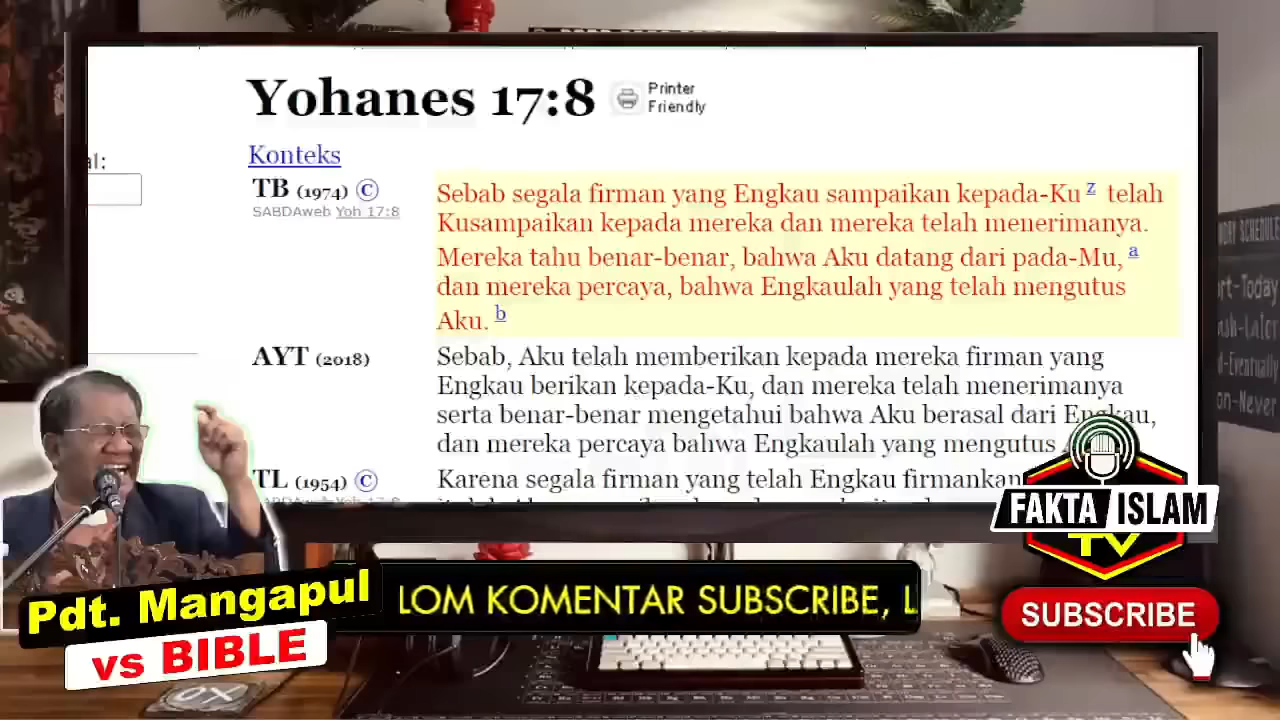 Yohanes 17:8
Printer
Friendly
al:
Konteks
TB (1974) C
SABDAweb Yoh 17:8
Sebab segala firman yang Engkau sampaikan kepada-Ku z telah
Kusampaikan kepada mereka dan mereka telah menerimanya.
Mereka tahu benar-benar, bahwa Aku datang dari pada-Mu, a
dan mereka percaya, bahwa Engkaulah yang telah mengutus
Aku. b
AYT (2018)
Sebab, Aku telah memberikan kepada mereka firman yang
Engkau berikan kepada-Ku, dan mereka telah menerimanya
serta benar-benar mengetahui bahwa Aku berasal dari Engkau,
dan mereka percaya bahwa Engkaulah yang mengutus
TL (1954) C
Karena segala firman yang telah Engkau firmankan
FAKTA ISLAM
TV
SUBSCRIBE
Pdt. Mangapul
vs BIBLE
LOM KOMENTAR SUBSCRIBE, L